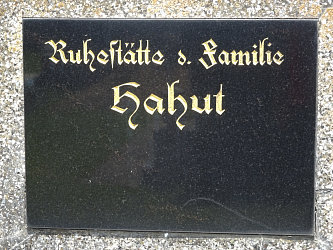 Ruhestätte d. Familie
Hahut